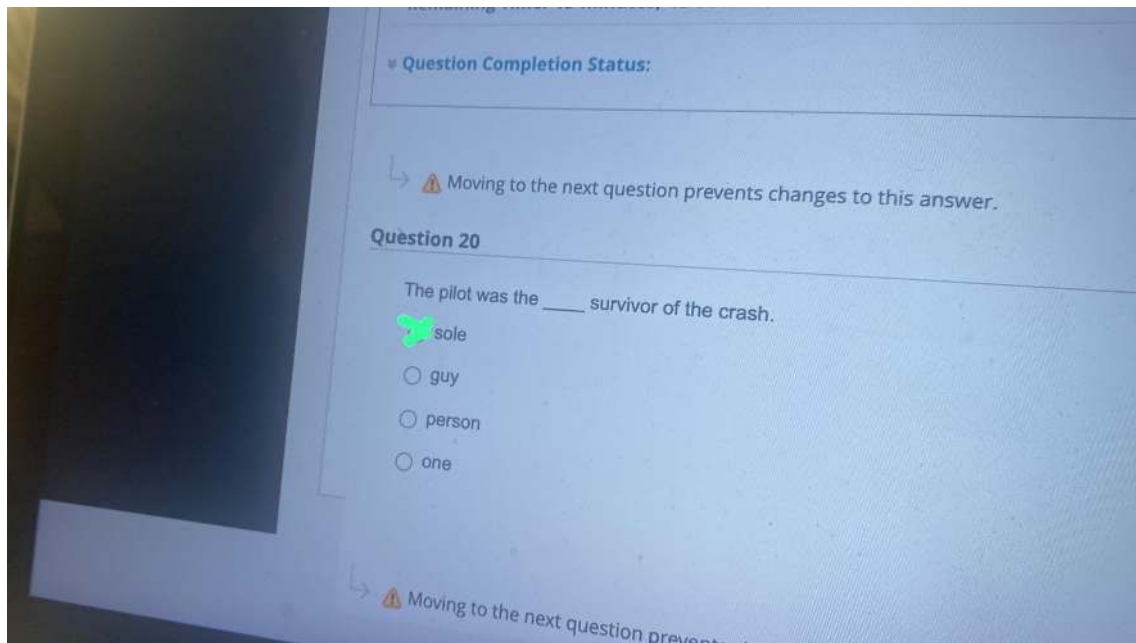 Question Completion Status:
Moving to the next question prevents changes to this answer.
Question 20
The pilot was the ____ survivor of the crash.
sole
guy
person
one
Moving to the next question